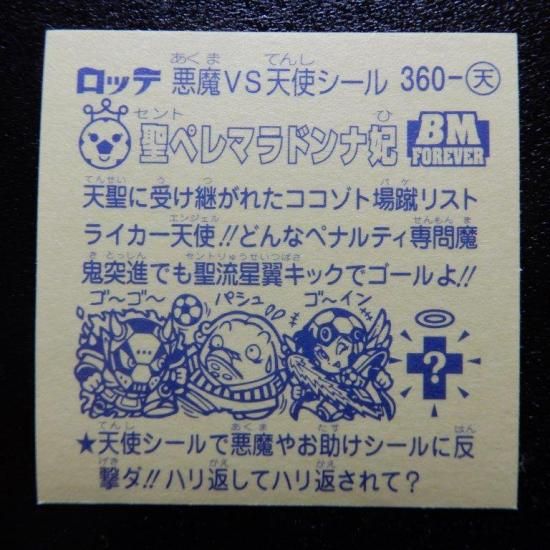 ロッテ 悪魔VS天使シール 360-天
聖ペレマラドンナ妃 BM FOREVER
天聖に受け継がれたココゾト場蹴リスト
ライカー天使!!どんなペナルティ専問魔
鬼突進でも聖流星翼キックでゴールよ!!
ゴ〜ゴ〜 パシュ ゴ〜イン
?
★天使シールで悪魔やお助けシールに反
撃ダ!!ハリ返してハリ返されて?